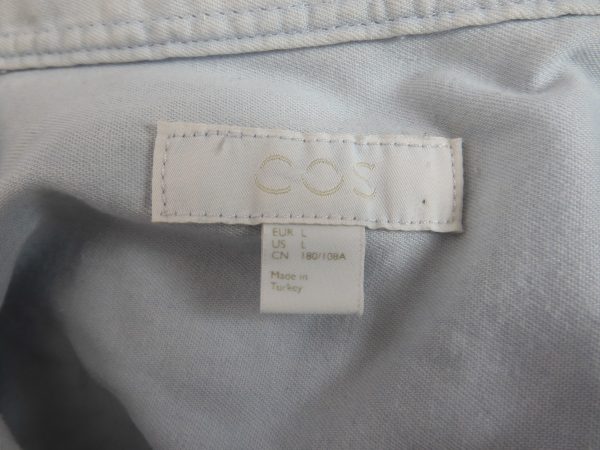 COS
EUR L
US L
CN 180/108A
Made in
Turkey